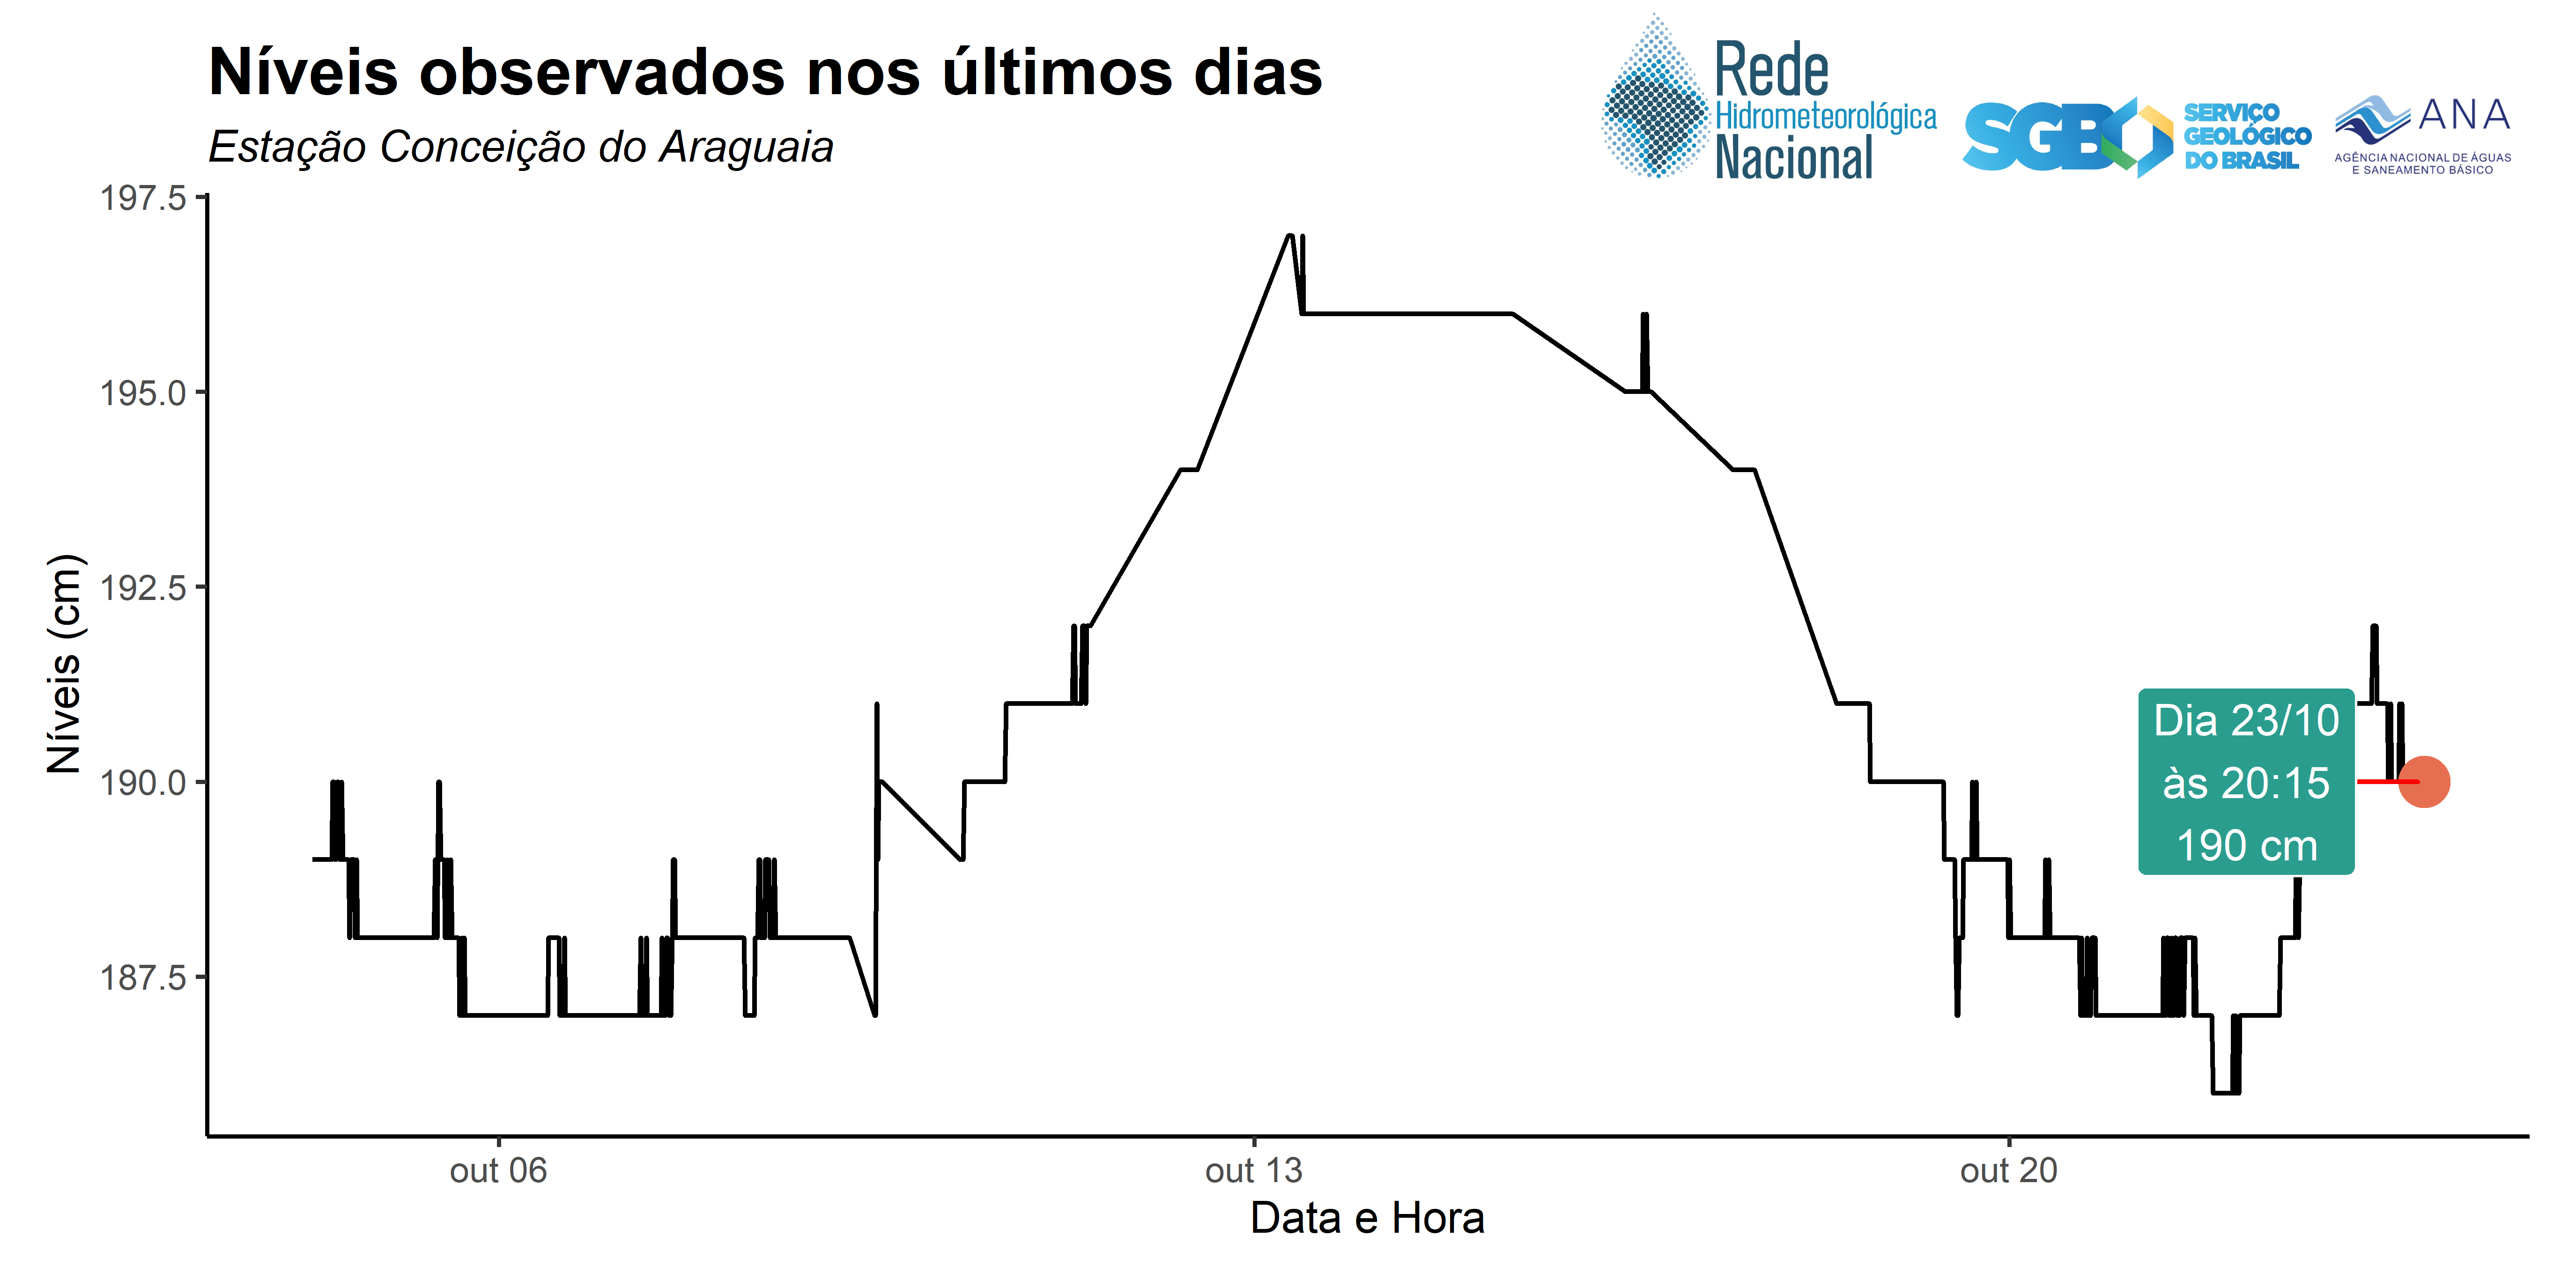 Níveis observados nos últimos dias
Estação Conceição do Araguaia
Rede
Hidrometeorológica
Nacional
SGB
SERVIÇO
GEOLÓGICO
DO BRASIL
ANA
AGÊNCIA NACIONAL DE ÁGUAS
E SANEAMENTO BÁSICO
Níveis (cm)
197.5
195.0
192.5
190.0
187.5
Dia 23/10
às 20:15
190 cm
out 06
out 13
out 20
Data e Hora